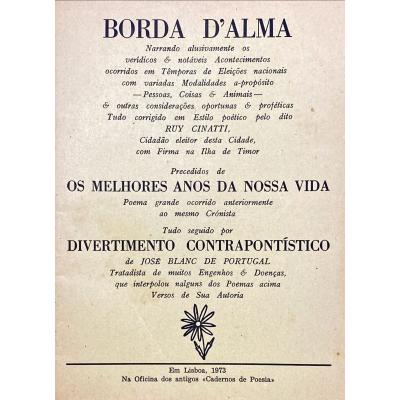 BORDA D'ALMA
Narrando alusivamente os
verídicos & notáveis Acontecimentos
ocorridos em Têmporas de Eleições nacionais
com variadas Modalidades a-propósito
—Pessoas, Coisas & Animais—
& outras considerações oportunas & proféticas
Tudo corrigido em Estilo poético pelo dito
RUY CINATTI,
Cidadão eleitor desta Cidade,
com Firma na Ilha de Timor
Precedidos de
OS MELHORES ANOS DA NOSSA VIDA
Poema grande ocorrido anteriormente
ao mesmo Crónista
Tudo seguido por
DIVERTIMENTO CONTRAPONTÍSTICO
de JOSÉ BLANC DE PORTUGAL
Tratadista de muitos Engenhos & Doenças,
que interpolou nalguns dos Poemas acima
Versos de Sua Autoria
Em Lisboa, 1973
Na Oficina dos antigos «Cadernos de Poesia»